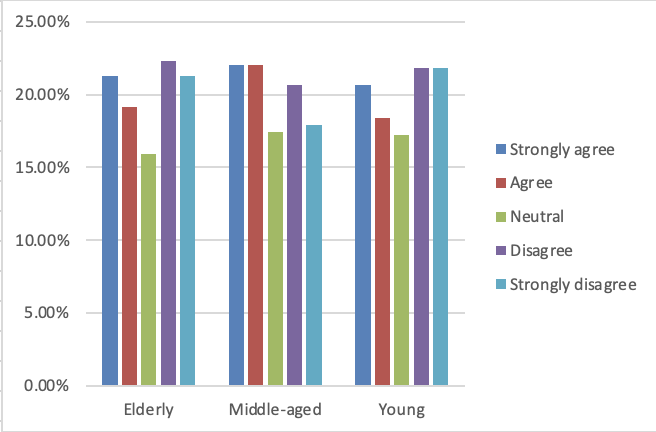 25.00%
20.00%
15.00%
10.00%
5.00%
0.00%
Elderly
Middle-aged
Young
Strongly agree
Agree
Neutral
Disagree
Strongly disagree